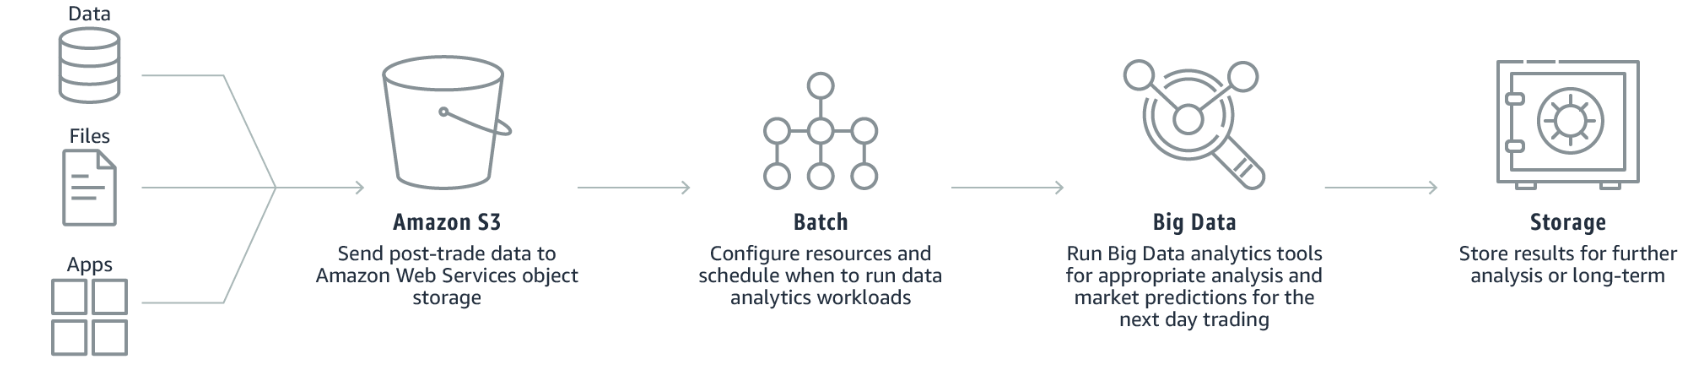 Data
Files
Apps
Amazon S3
Send post-trade data to
Amazon Web Services object
storage
Batch
Configure resources and
schedule when to run data
analytics workloads
Big Data
Run Big Data analytics tools
for appropriate analysis and
market predictions for the
next day trading
Storage
Store results for further
analysis or long-term